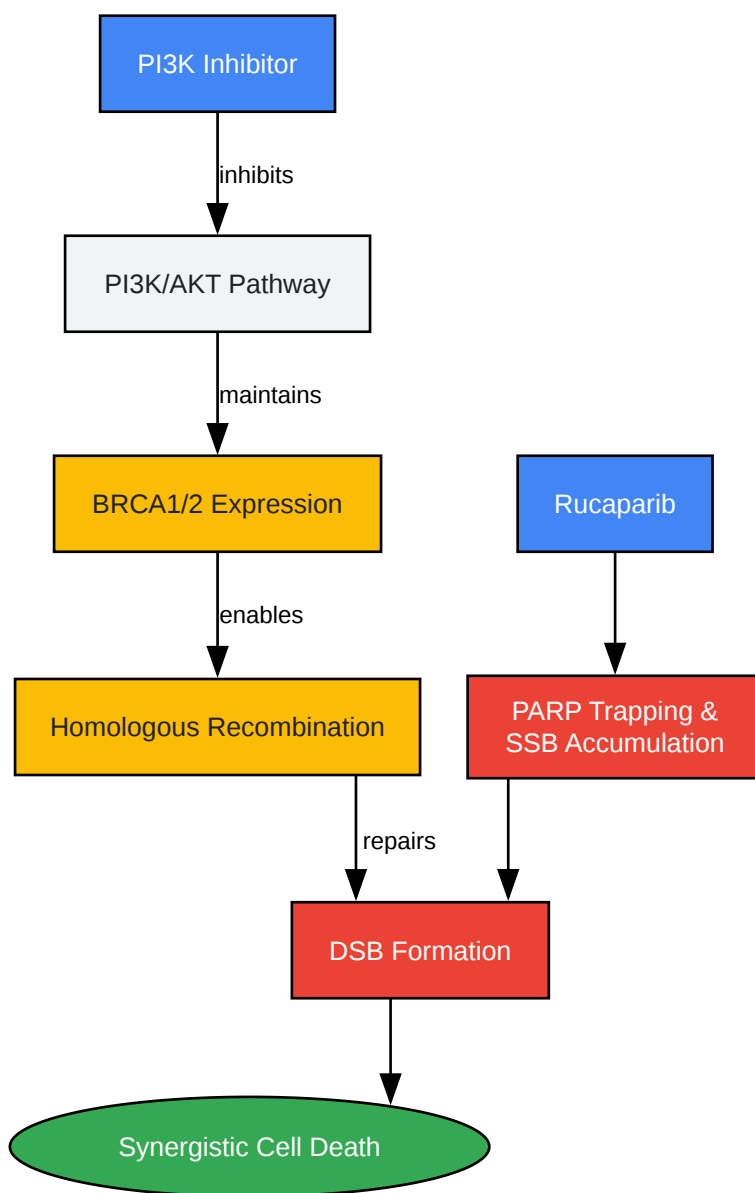 PI3K Inhibitor
inhibits
PI3K/AKT Pathway
maintains
BRCA1/2 Expression
Rucaparib
enables
Homologous Recombination
PARP Trapping &
SSB Accumulation
repairs
DSB Formation
Synergistic Cell Death